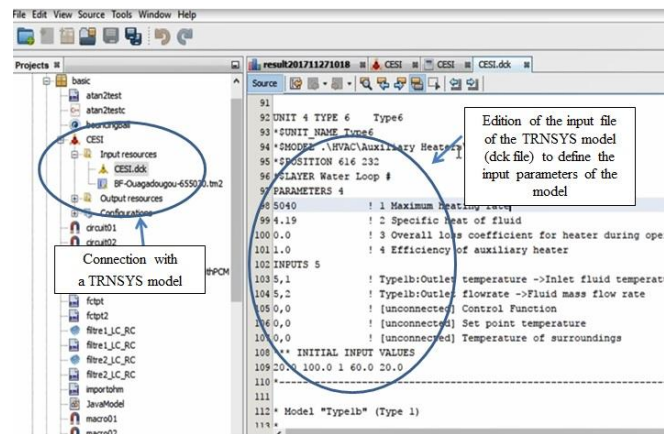 File Edit View Source Tools Window Help
Projects
basic
atan2test
atan2testc
bouncingball
CESI
Input resources
CESI.dck
BF-Ouagadougou-655030.tm2
Output resources
Configurations
circuit01
circuit02
Connection with
a TRNSYS model
thPCM
fctpt
fctpt2
filtre1_LC_RC
filtre1_LC_RC
filtre2_LC_RC
filtre2_LC_RC
importohm
JavaModel
macro01
macro02
result201711271018
CESI
CESI
CESI.dck
Source
91
92 UNIT 4 TYPE 6 Type6
93 *$UNIT_NAME Type6
94 *$MODEL .\HVAC\Auxiliary Heaters\
95 *$POSITION 616 232
96 *$LAYER Water Loop #
97 PARAMETERS 4
98 5040 ! 1 Maximum heating rate
99 4.19 ! 2 Specific heat of fluid
100 0.0 ! 3 Overall loss coefficient for heater during oper
101 1.0 ! 4 Efficiency of auxiliary heater
102 INPUTS 5
103 5,1 ! Type1b:Outlet temperature ->Inlet fluid temperat
104 5,2 ! Type1b:Outlet flowrate ->Fluid mass flow rate
105 0,0 ! [unconnected] Control Function
106 0,0 ! [unconnected] Set point temperature
107 0,0 ! [unconnected] Temperature of surroundings
108 *** INITIAL INPUT VALUES
109 20.0 100.0 1 60.0 20.0
110 *------------------------------------------------
111
112 * Model "Type1b" (Type 1)
113 *
Edition of the input file
of the TRNSYS model
(dck file) to define the
input parameters of the
model